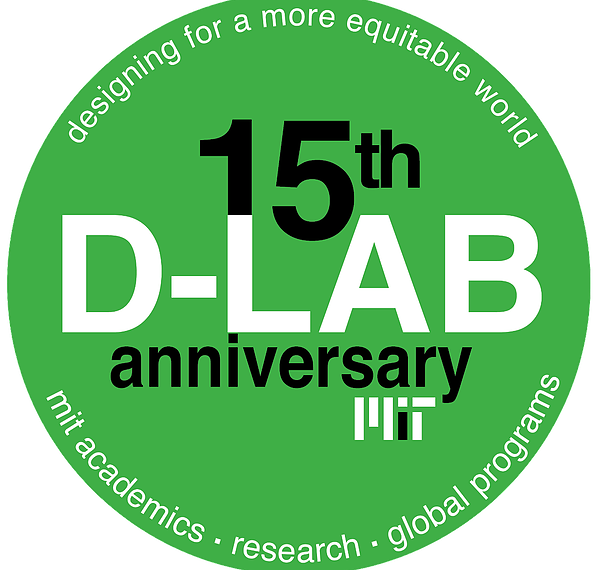 designing for a more equitable world
15th
D-LAB
anniversary
MiT
mit academics · research · global programs